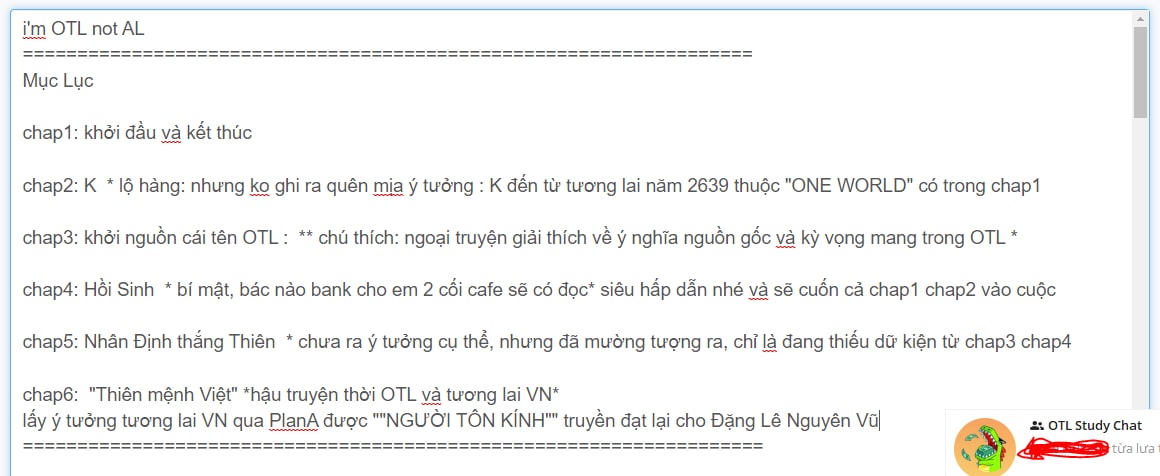 i'm OTL not AL
===================================================================
Mục Lục
chap1: khởi đầu và kết thúc
chap2: K * lộ hàng: nhưng ko ghi ra quên mịa ý tưởng : K đến từ tương lai năm 2639 thuộc "ONE WORLD" có trong chap1
chap3: khởi nguồn cái tên OTL : ** chú thích: ngoại truyện giải thích về ý nghĩa nguồn gốc và kỳ vọng mang trong OTL *
chap4: Hồi Sinh * bí mật, bác nào bank cho em 2 cối cafe sẽ có đọc* siêu hấp dẫn nhé và sẽ cuốn cả chap1 chap2 vào cuộc
chap5: Nhân Định thắng Thiên * chưa ra ý tưởng cụ thể, nhưng đã mường tượng ra, chỉ là đang thiếu dữ kiện từ chap3 chap4
chap6: "Thiên mệnh Việt" *hậu truyện thời OTL và tương lai VN*
lấy ý tưởng tương lai VN qua PlanA được ""NGƯỜI TÔN KÍNH"" truyền đạt lại cho Đặng Lê Nguyên Vũ
====================================================================
OTL Study Chat
từa lưa t